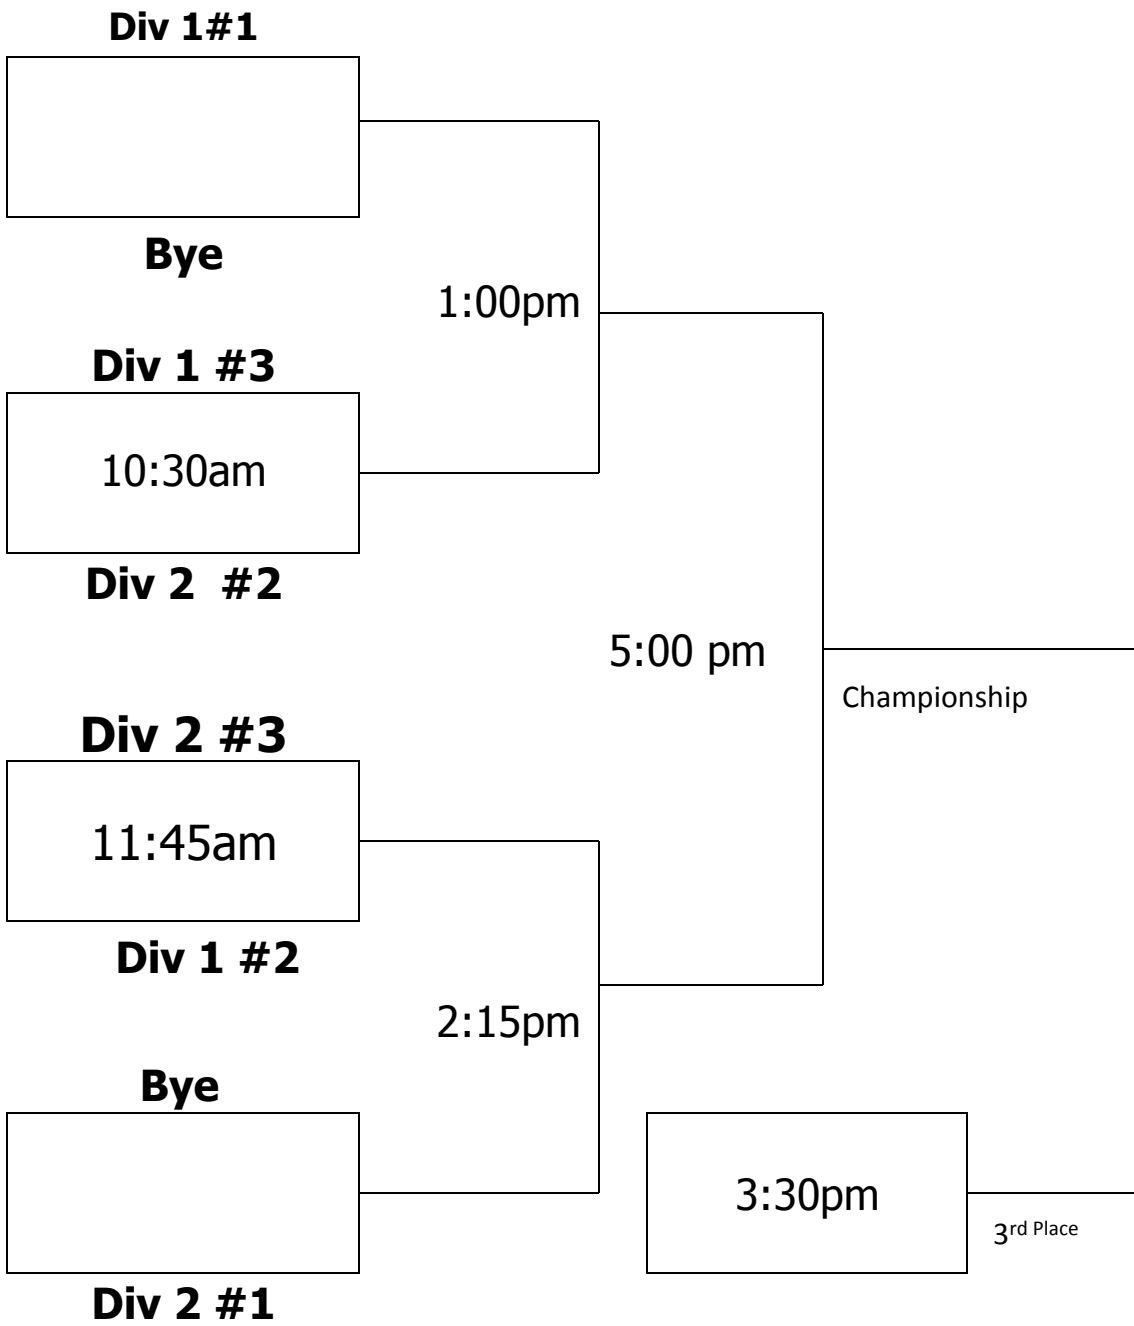 Div 1#1
Bye
1:00pm
Div 1 #3
10:30am
Div 2  #2
5:00 pm
Championship
Div 2 #3
11:45am
Div 1 #2
2:15pm
Bye
3:30pm
3rd Place
Div 2 #1